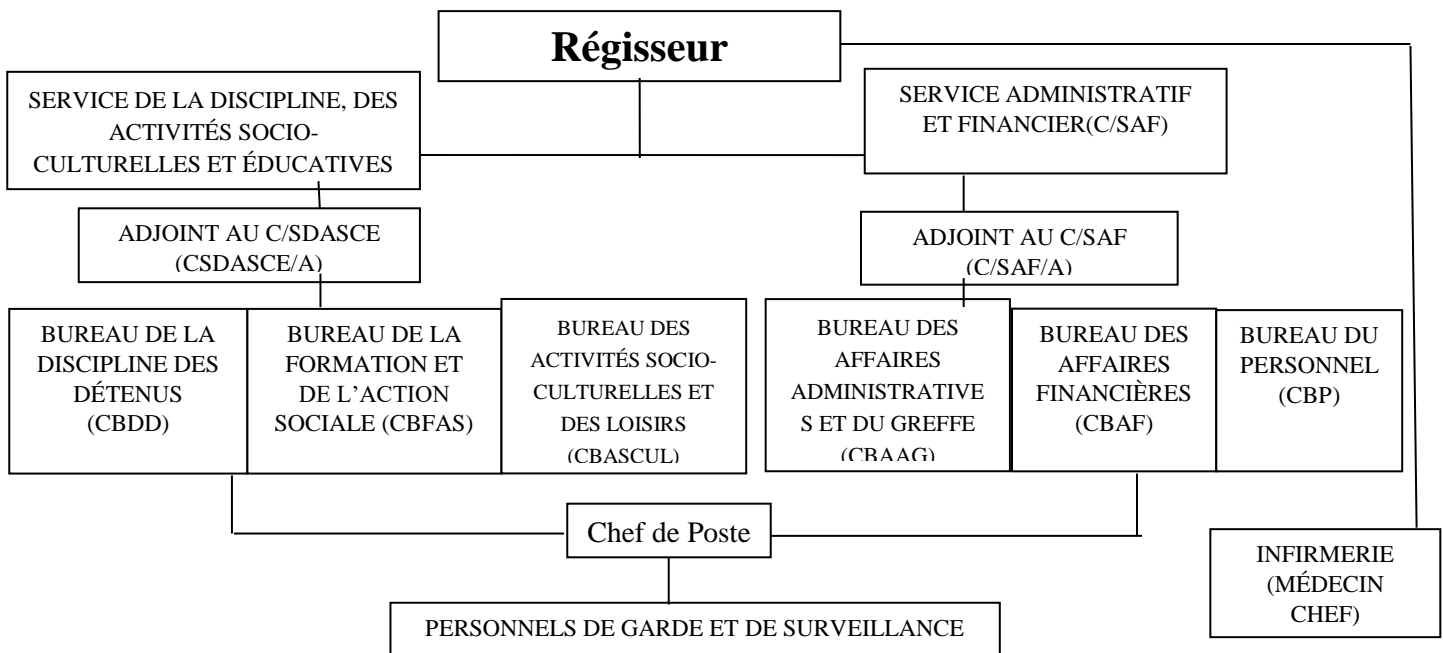 Régisseur
SERVICE DE LA DISCIPLINE, DES
ACTIVITÉS SOCIO-
CULTURELLES ET ÉDUCATIVES
SERVICE ADMINISTRATIF
ET FINANCIER(C/SAF)
ADJOINT AU C/SDASCE
(CSDASCE/A)
ADJOINT AU C/SAF
(C/SAF/A)
BUREAU DE LA
DISCIPLINE DES
DÉTENUS
(CBDD)
BUREAU DE LA
FORMATION ET
DE L’ACTION
SOCIALE (CBFAS)
BUREAU DES
ACTIVITÉS SOCIO-
CULTURELLES ET
DES LOISIRS
(CBASCUL)
BUREAU DES
AFFAIRES
ADMINISTRATIVE
S ET DU GREFFE
(CBAAG)
BUREAU DES
AFFAIRES
FINANCIÈRES
(CBAF)
BUREAU DU
PERSONNEL
(CBP)
Chef de Poste
INFIRMERIE
(MÉDECIN
CHEF)
PERSONNELS DE GARDE ET DE SURVEILLANCE